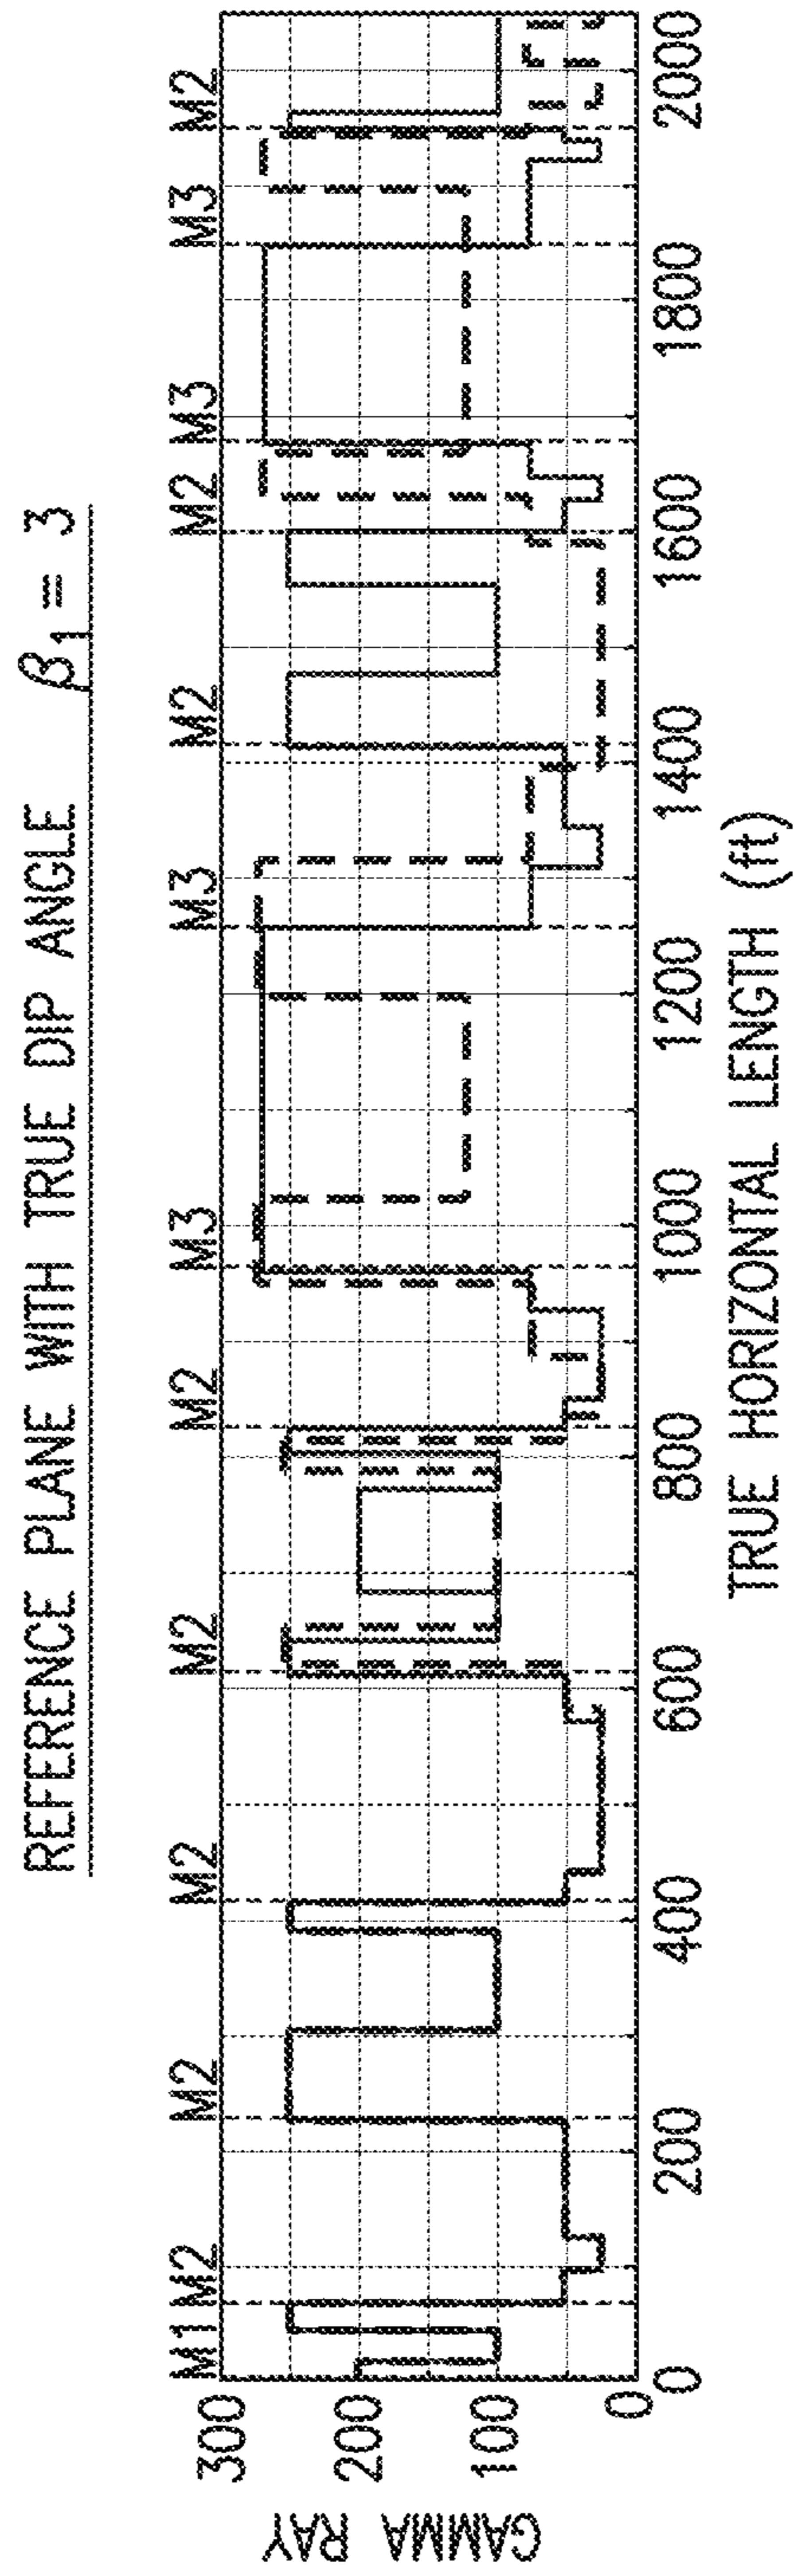 REFERENCE PLANE WITH TRUE DIP ANGLE β1 = 3
M1 M2 M2 M2 M2 M2 M3 M3 M2 M2 M3 M3 M2
GAMMA RAY
300
200
100
0
0 200 400 600 800 1000 1200 1400 1600 1800 2000
TRUE HORIZONTAL LENGTH (ft)